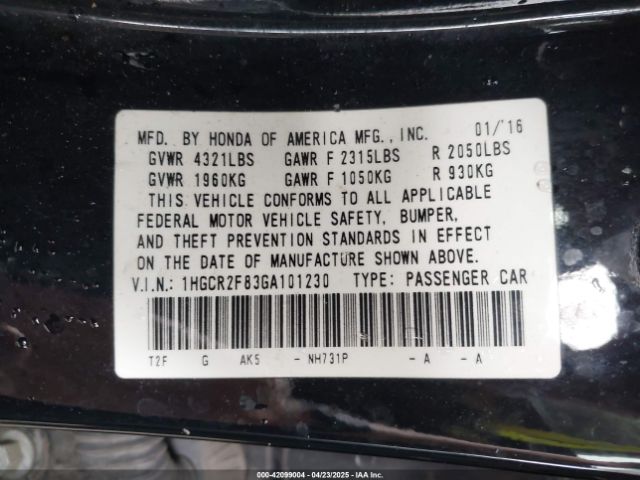 MFD. BY HONDA OF AMERICA MFG., INC. 01/'16
GVWR 4321LBS GAWR F 2315LBS R 2050LBS
GVWR 1960KG GAWR F 1050KG R 930KG
THIS VEHICLE CONFORMS TO ALL APPLICABLE
FEDERAL MOTOR VEHICLE SAFETY, BUMPER,
AND THEFT PREVENTION STANDARDS IN EFFECT
ON THE DATE OF MANUFACTURE SHOWN ABOVE.
V.I.N.: 1HGCR2F83GA101230 TYPE: PASSENGER CAR
T2F G AK5 - NH731P - A - A
000-42099004 - 04/23/2025 - IAA Inc.